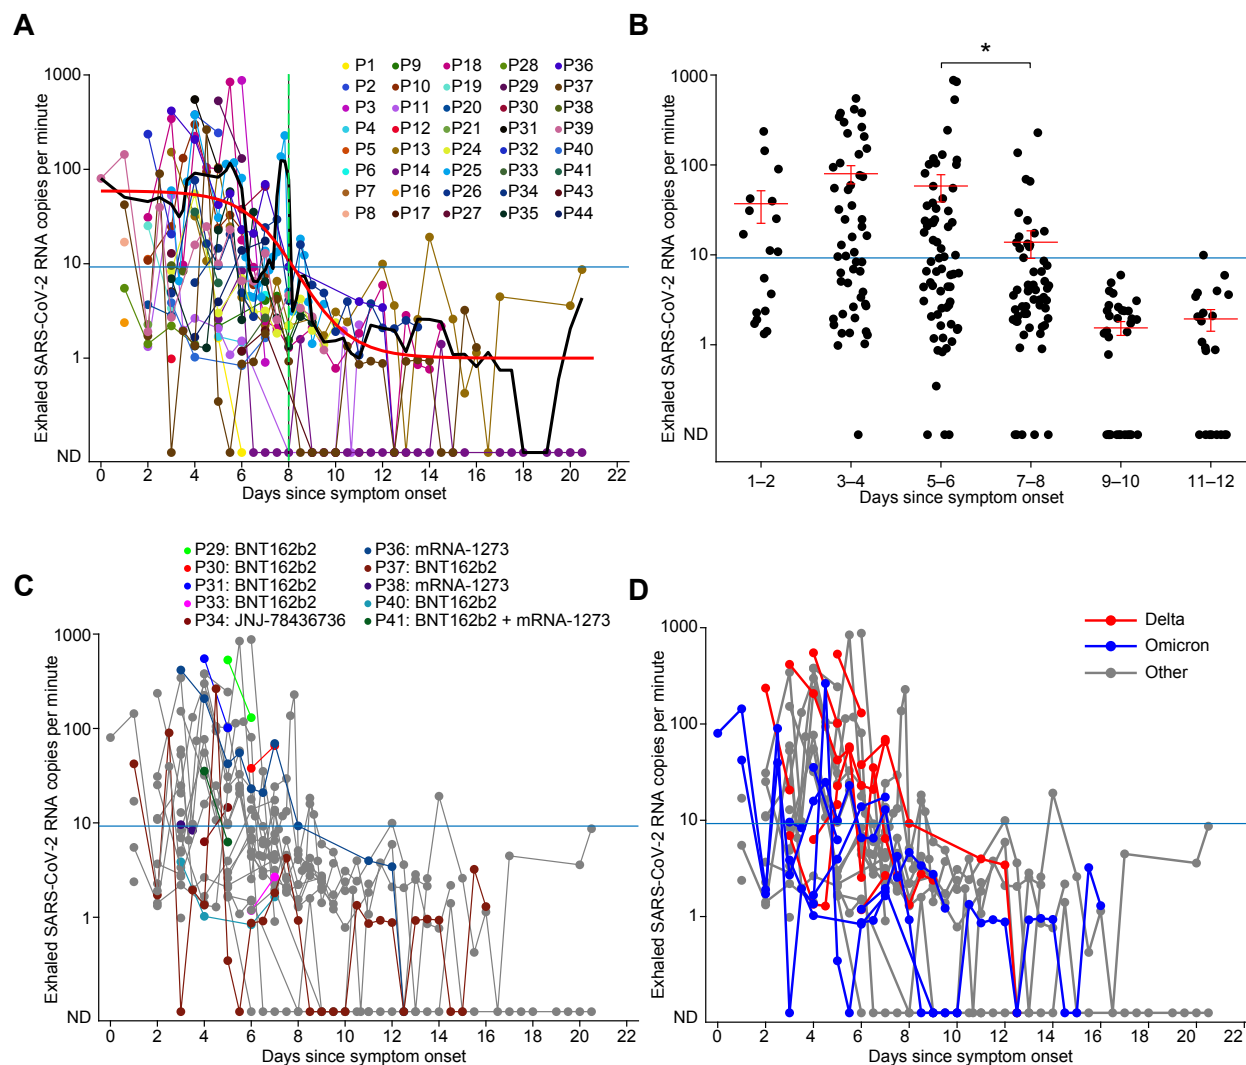 A
P1 P9 P18 P28 P36
P2 P10 P19 P29 P37
P3 P11 P20 P30 P38
P4 P12 P21 P31 P39
P5 P13 P24 P32 P40
P6 P14 P25 P33 P41
P7 P16 P26 P34 P43
P8 P17 P27 P35 P44
Exhaled SARS-CoV-2 RNA copies per minute
1000
100
10
1
ND
0 2 4 6 8 10 12 14 16 18 20 22
Days since symptom onset
B
*
Exhaled SARS-CoV-2 RNA copies per minute
1000
100
10
1
ND
1–2 3–4 5–6 7–8 9–10 11–12
Days since symptom onset
C
P29: BNT162b2 P36: mRNA-1273
P30: BNT162b2 P37: BNT162b2
P31: BNT162b2 P38: mRNA-1273
P33: BNT162b2 P40: BNT162b2
P34: JNJ-78436736 P41: BNT162b2 + mRNA-1273
Exhaled SARS-CoV-2 RNA copies per minute
1000
100
10
1
ND
0 2 4 6 8 10 12 14 16 18 20 22
Days since symptom onset
D
Delta
Omicron
Other
Exhaled SARS-CoV-2 RNA copies per minute
1000
100
10
1
ND
0 2 4 6 8 10 12 14 16 18 20 22
Days since symptom onset